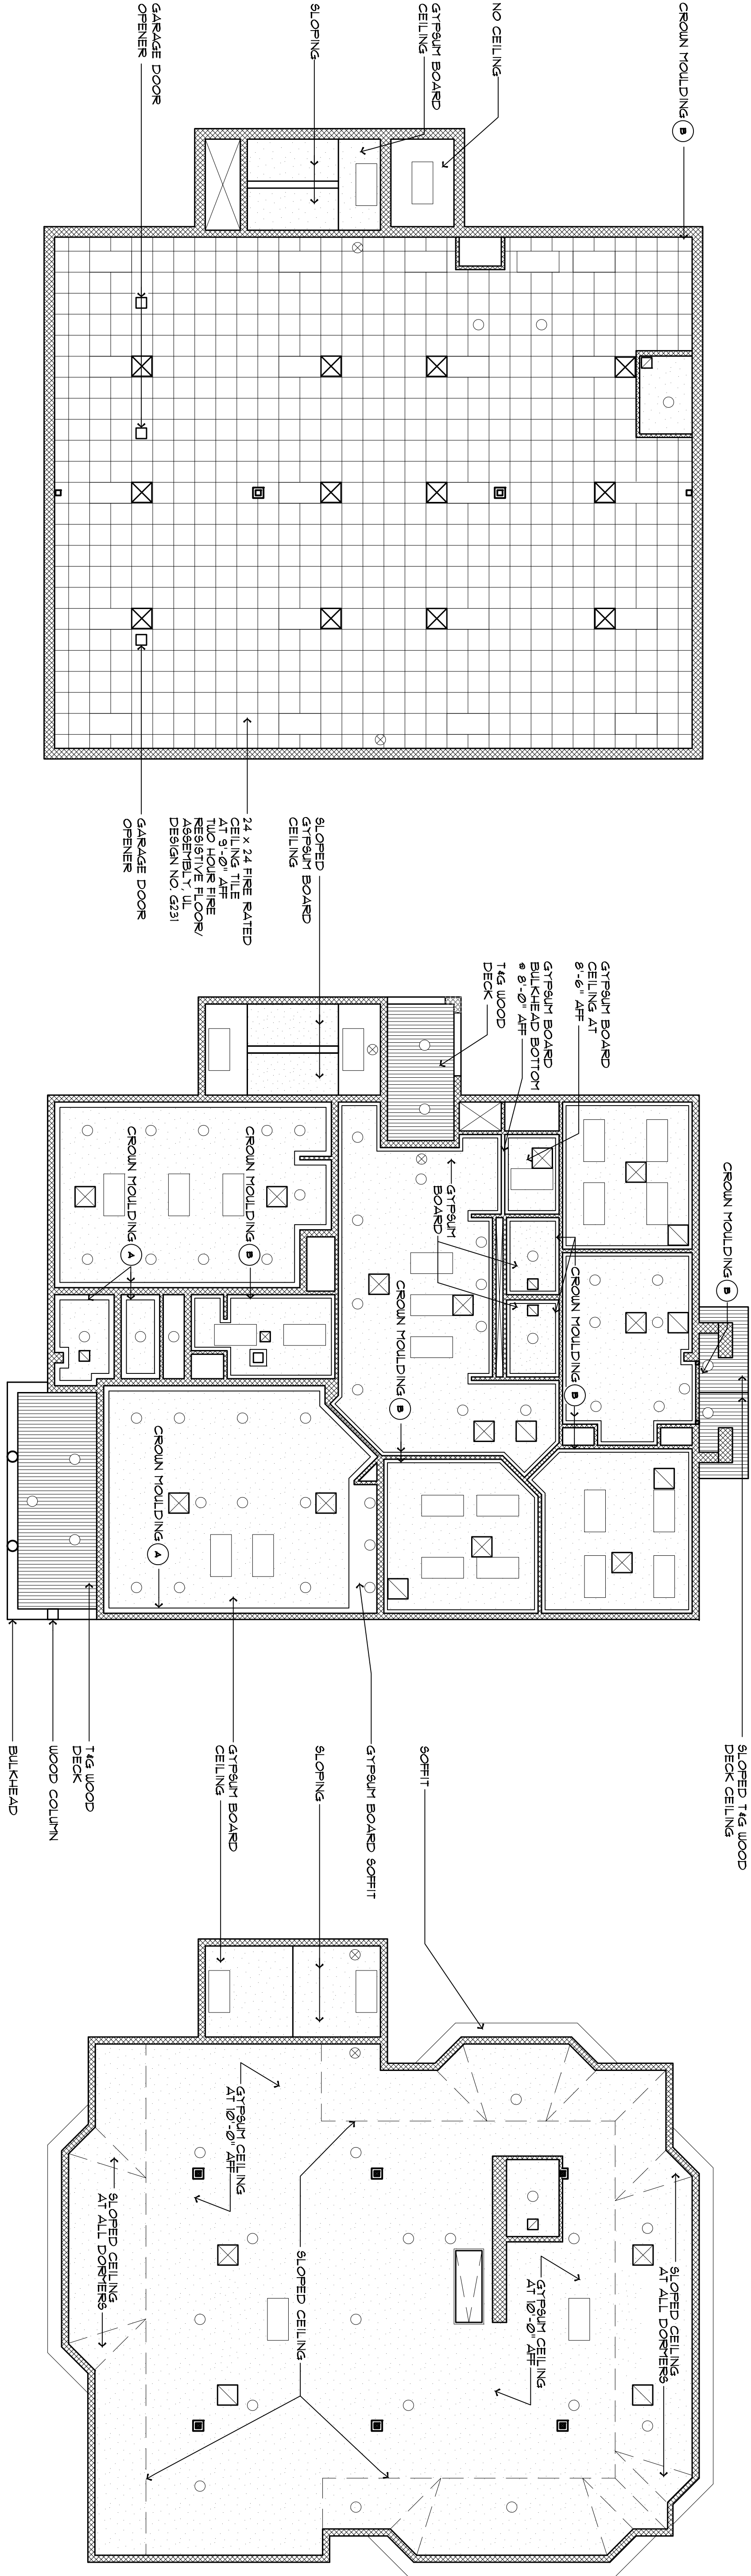 CROWN MOULDING B
NO CEILING
GYPSUM BOARD
CEILING
SLOPING
GARAGE DOOR
OPENER
SLOPED
GYPSUM BOARD
CEILING
24 x 24 FIRE RATED
CEILING TILE
AT 9'-0" AFF
TWO HOUR FIRE
RESISTIVE FLOOR/
ASSEMBLY, UL
DESIGN NO. G231
GARAGE DOOR
OPENER
GYPSUM BOARD
CEILING AT
8'-6" AFF
GYPSUM BOARD
BULKHEAD BOTTOM
@ 8'-0" AFF
T&G WOOD
DECK
CROWN MOULDING B
GYPSUM
BOARD
CROWN MOULDING B
CROWN MOULDING B
CROWN MOULDING B
CROWN MOULDING A
CROWN MOULDING A
SLOPED T&G WOOD
DECK CEILING
SOFFIT
GYPSUM BOARD SOFFIT
SLOPING
GYPSUM BOARD
CEILING
T&G WOOD
DECK
WOOD COLUMN
BULKHEAD
SLOPED CEILING
AT ALL DORMERS
GYPSUM CEILING
AT 10'-0" AFF
SLOPED CEILING
GYPSUM CEILING
AT 10'-0" AFF
SLOPED CEILING
AT ALL DORMERS